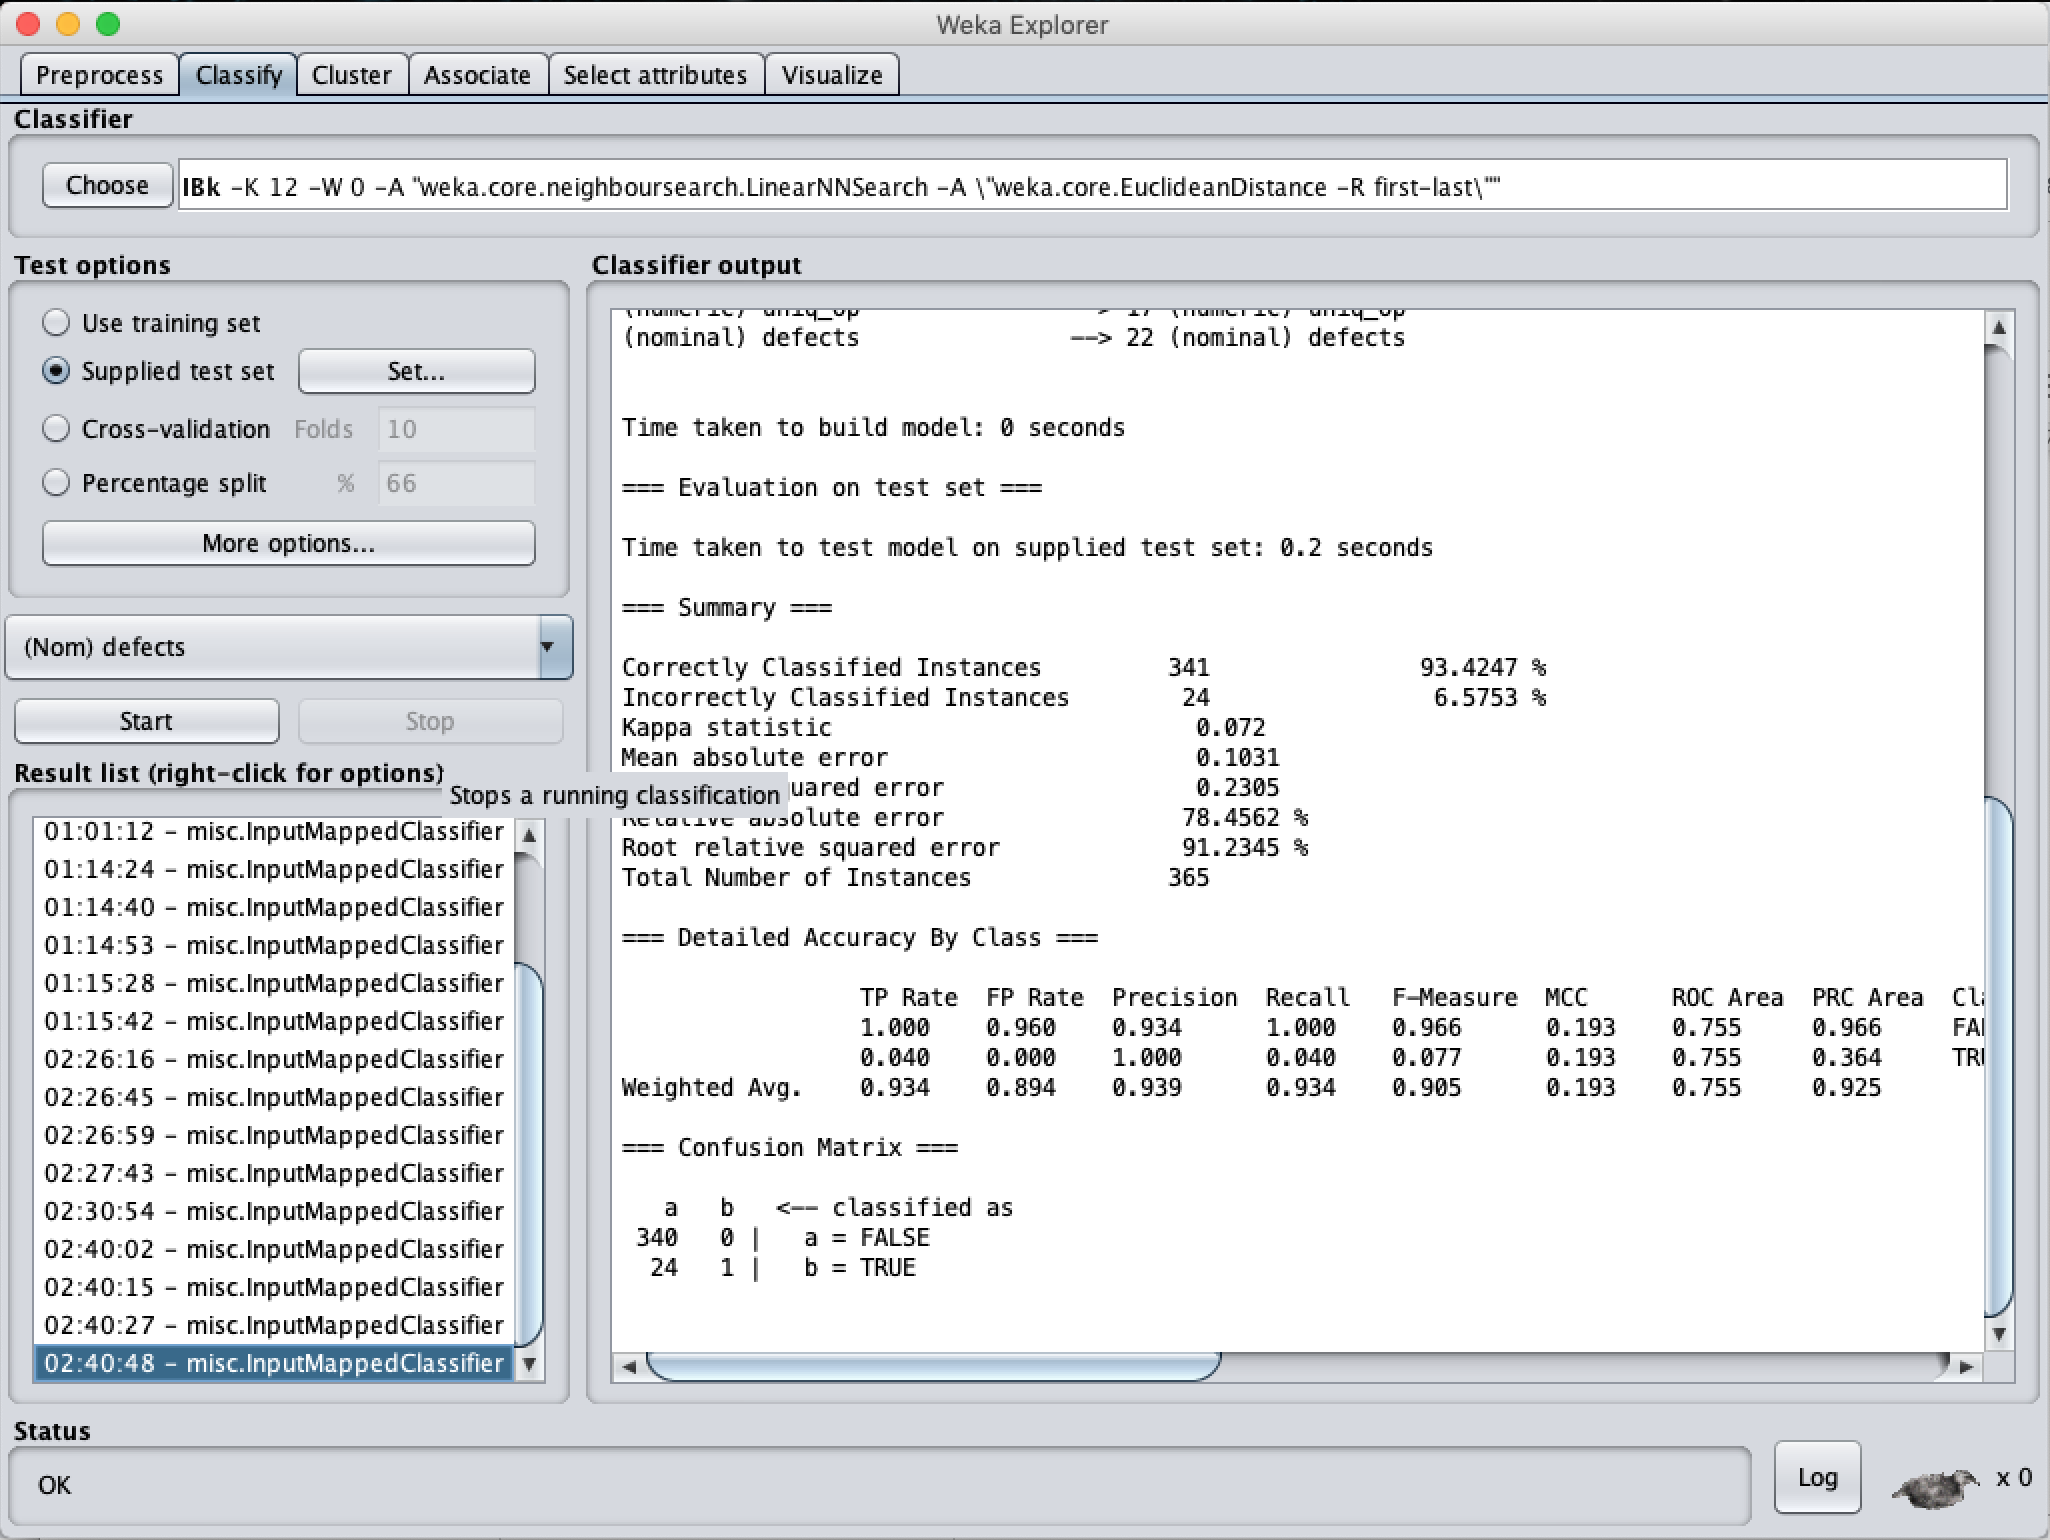 Weka Explorer
Preprocess Classify Cluster Associate Select attributes Visualize
Classifier
Choose IBk -K 12 -W 0 -A "weka.core.neighboursearch.LinearNNSearch -A \"weka.core.EuclideanDistance -R first-last\""
Test options
Use training set
Supplied test set Set...
Cross-validation Folds 10
Percentage split % 66
More options...
(Nom) defects
Start Stop
Result list (right-click for options)
Stops a running classification
01:01:12 - misc.InputMappedClassifier
01:14:24 - misc.InputMappedClassifier
01:14:40 - misc.InputMappedClassifier
01:14:53 - misc.InputMappedClassifier
01:15:28 - misc.InputMappedClassifier
01:15:42 - misc.InputMappedClassifier
02:26:16 - misc.InputMappedClassifier
02:26:45 - misc.InputMappedClassifier
02:26:59 - misc.InputMappedClassifier
02:27:43 - misc.InputMappedClassifier
02:30:54 - misc.InputMappedClassifier
02:40:02 - misc.InputMappedClassifier
02:40:15 - misc.InputMappedClassifier
02:40:27 - misc.InputMappedClassifier
02:40:48 - misc.InputMappedClassifier
Classifier output
(numeric) uniq_op --> 17 (numeric) uniq_op
(nominal) defects --> 22 (nominal) defects
Time taken to build model: 0 seconds
=== Evaluation on test set ===
Time taken to test model on supplied test set: 0.2 seconds
=== Summary ===
Correctly Classified Instances 341 93.4247 %
Incorrectly Classified Instances 24 6.5753 %
Kappa statistic 0.072
Mean absolute error 0.1031
uared error 0.2305
Relative absolute error 78.4562 %
Root relative squared error 91.2345 %
Total Number of Instances 365
=== Detailed Accuracy By Class ===
TP Rate FP Rate Precision Recall F-Measure MCC ROC Area PRC Area Cla
1.000 0.960 0.934 1.000 0.966 0.193 0.755 0.966 FAL
0.040 0.000 1.000 0.040 0.077 0.193 0.755 0.364 TRU
Weighted Avg. 0.934 0.894 0.939 0.934 0.905 0.193 0.755 0.925
=== Confusion Matrix ===
a b <-- classified as
340 0 | a = FALSE
24 1 | b = TRUE
Status
OK
Log x 0